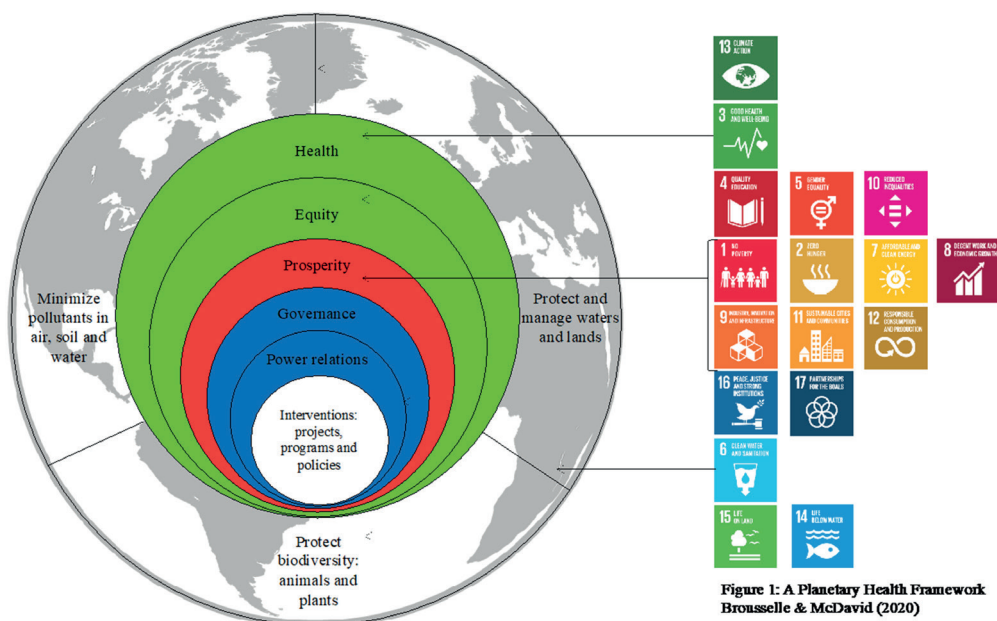 Health
Equity
Prosperity
Governance
Power relations
Interventions:
projects,
programs and
policies
Minimize
pollutants in
air, soil and
water
Protect and
manage waters
and lands
Protect
biodiversity:
animals and
plants
13 CLIMATE
ACTION
3 GOOD HEALTH
AND WELL-BEING
4 QUALITY
EDUCATION
5 GENDER
EQUALITY
10 REDUCED
INEQUALITIES
1 NO
POVERTY
2 ZERO
HUNGER
7 AFFORDABLE AND
CLEAN ENERGY
8 DECENT WORK AND
ECONOMIC GROWTH
9 INDUSTRY, INNOVATION
AND INFRASTRUCTURE
11 SUSTAINABLE CITIES
AND COMMUNITIES
12 RESPONSIBLE
CONSUMPTION
AND PRODUCTION
16 PEACE, JUSTICE
AND STRONG
INSTITUTIONS
17 PARTNERSHIPS
FOR THE GOALS
6 CLEAN WATER
AND SANITATION
15 LIFE
ON LAND
14 LIFE
BELOW WATER
Figure 1: A Planetary Health Framework
Brousselle & McDavid (2020)